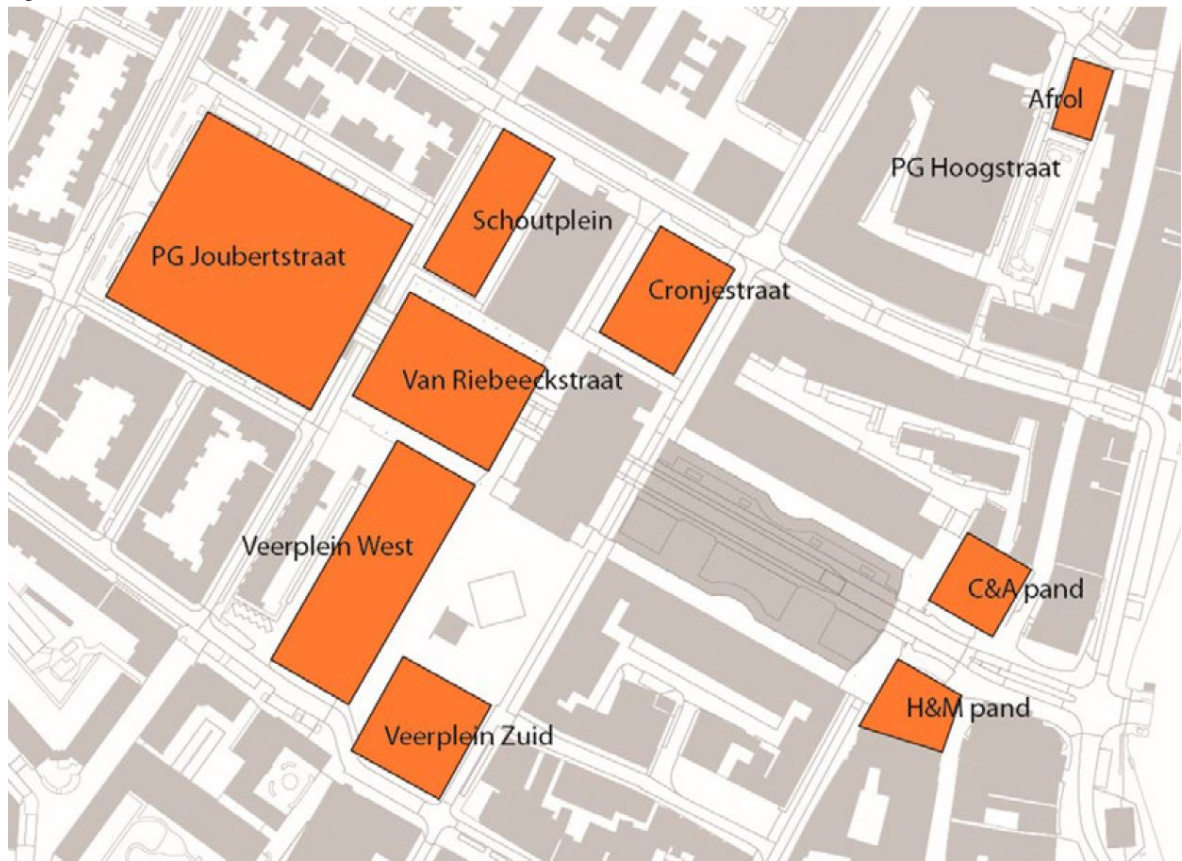 Afrol
PG Hoogstraat
Schoutplein
PG Joubertstraat
Cronjestraat
Van Riebeeckstraat
Veerplein West
C&A pand
H&M pand
Veerplein Zuid